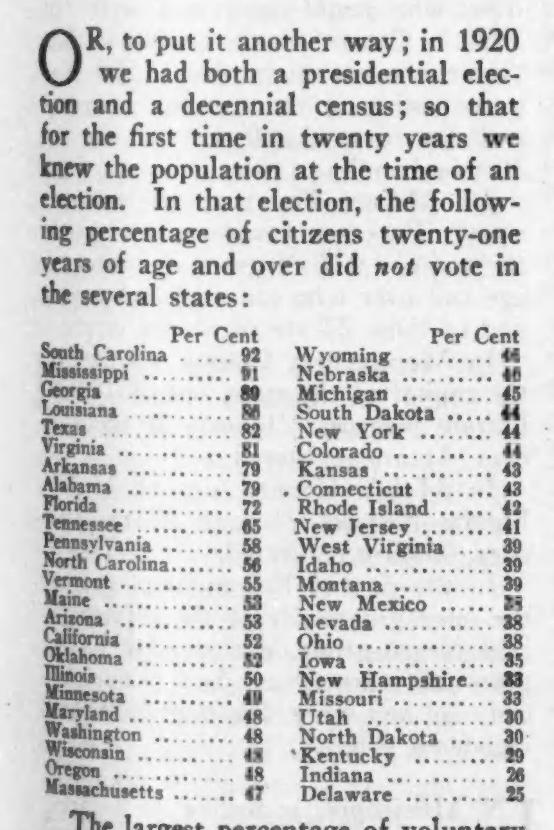 OR, to put it another way; in 1920
we had both a presidential elec-
tion and a decennial census; so that
for the first time in twenty years we
knew the population at the time of an
election. In that election, the follow-
ing percentage of citizens twenty-one
years of age and over did not vote in
the several states:
Per Cent
South Carolina . ...... 92
Mississippi ......... 91
Georgia ......... 89
Louisiana ......... 86
Texas ......... 82
Virginia ......... 81
Arkansas ......... 79
Alabama ......... 79
Florida ......... 72
Tennessee ......... 65
Pennsylvania ......... 58
North Carolina ......... 56
Vermont ......... 55
Maine ......... 53
Arizona ......... 53
California ......... 52
Oklahoma ......... 52
Illinois ......... 50
Minnesota ......... 49
Maryland ......... 48
Washington ......... 48
Wisconsin ......... 48
Oregon ......... 48
Massachusetts ...... 47
Per Cent
Wyoming ......... 46
Nebraska ......... 46
Michigan ......... 45
South Dakota ...... 44
New York ......... 44
Colorado ......... 44
Kansas ......... 43
Connecticut ......... 43
Rhode Island ...... 42
New Jersey ......... 41
West Virginia ...... 39
Idaho ......... 39
Montana ......... 39
New Mexico .........
Nevada ......... 38
Ohio ......... 38
Iowa ......... 35
New Hampshire... 33
Missouri ......... 33
Utah ......... 30
North Dakota ...... 30
Kentucky ......... 29
Indiana ......... 26
Delaware ......... 25
The largest percentage of voluntary